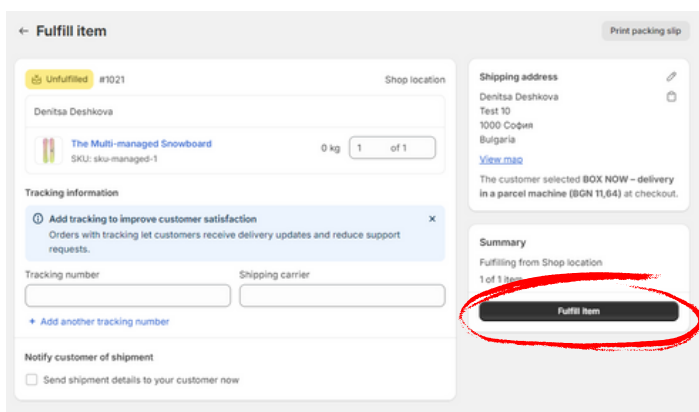 ← Fulfill item
Print packing slip
Unfulfilled #1021
Shop location
Denitsa Deshkova
The Multi-managed Snowboard
SKU: sku-managed-1
0 kg
1 of 1
Tracking information
Add tracking to improve customer satisfaction
Orders with tracking let customers receive delivery updates and reduce support
requests.
Tracking number
Shipping carrier
+ Add another tracking number
Notify customer of shipment
Send shipment details to your customer now
Shipping address
Denitsa Deshkova
Test 10
1000 София
Bulgaria
View map
The customer selected BOX NOW – delivery
in a parcel machine (BGN 11,64) at checkout.
Summary
Fulfilling from Shop location
1 of 1 item
Fulfill item